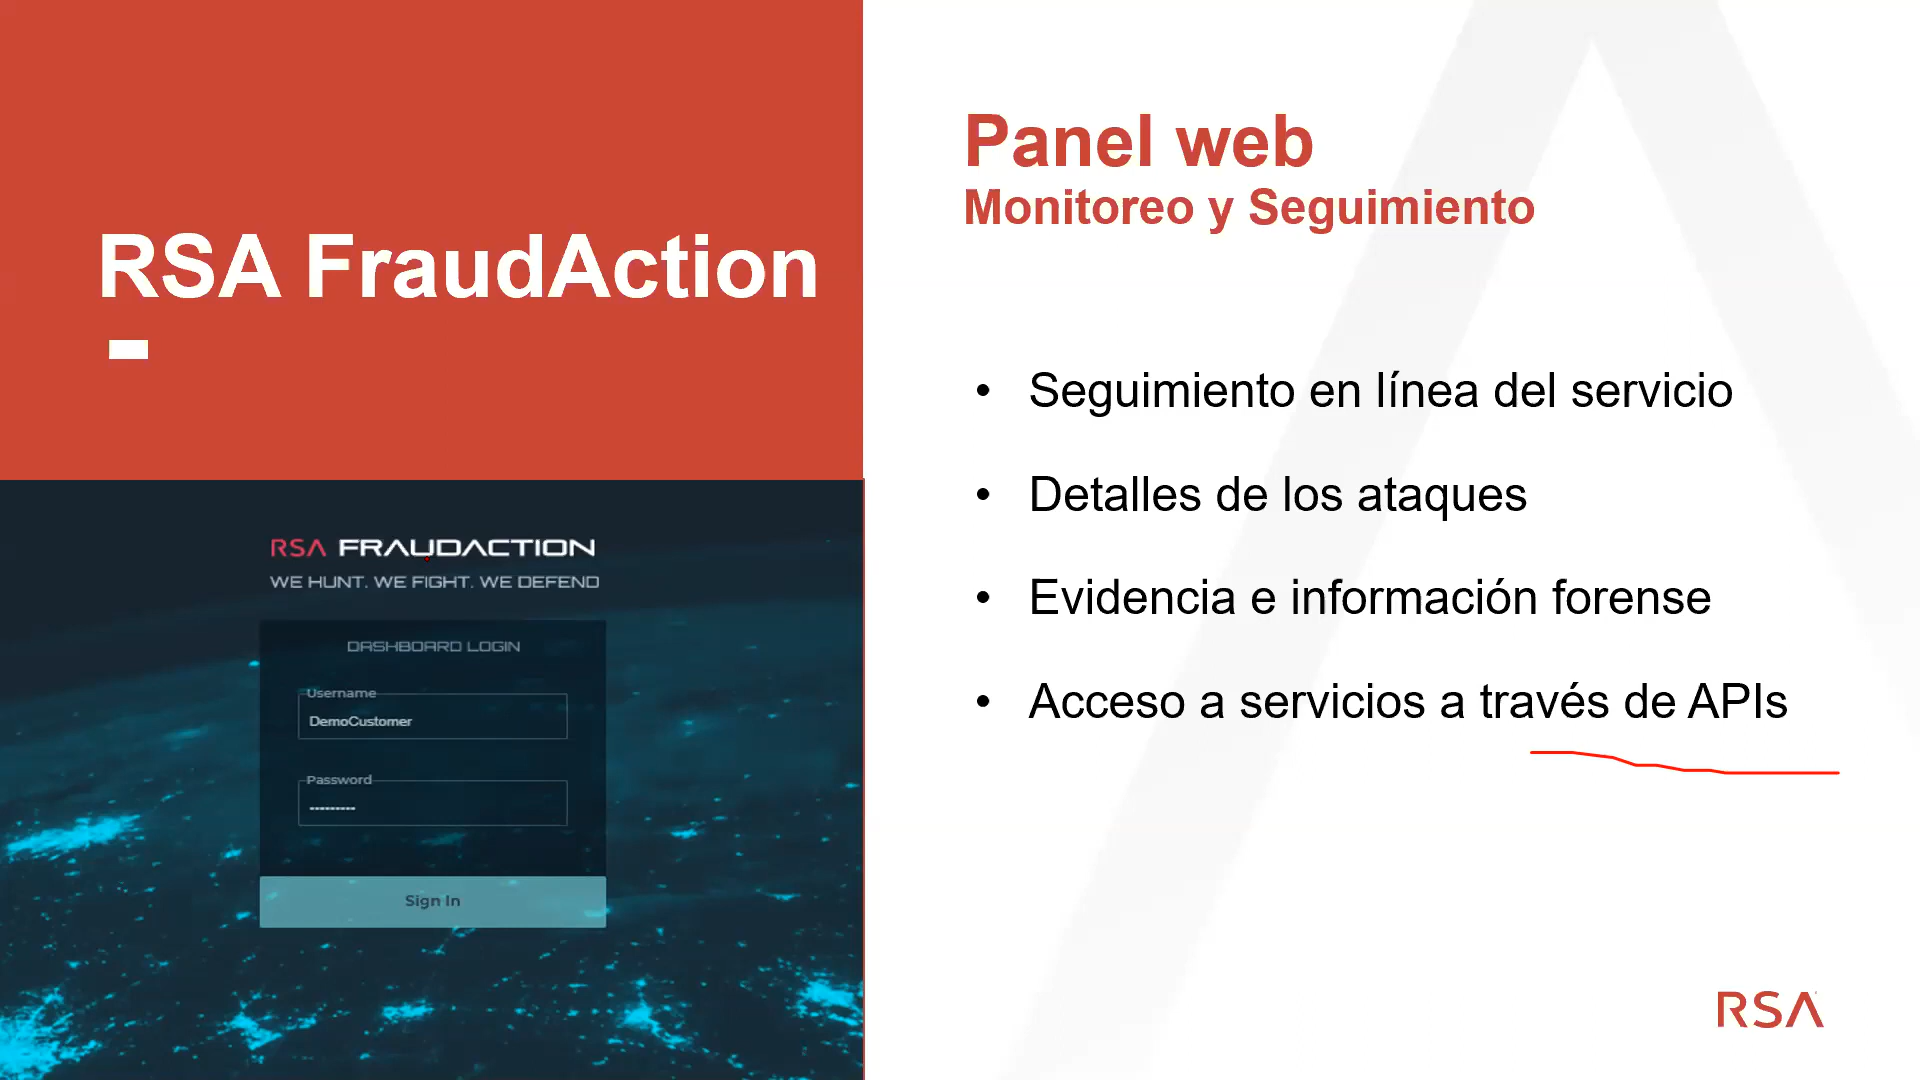 RSA FraudAction
RSA FRAUDACTION
WE HUNT. WE FIGHT. WE DEFEND
DASHBOARD LOGIN
Username
DemoCustomer
Password
---------
Sign In
Panel web
Monitoreo y Seguimiento
• Seguimiento en línea del servicio
• Detalles de los ataques
• Evidencia e información forense
• Acceso a servicios a través de APIs
RSA